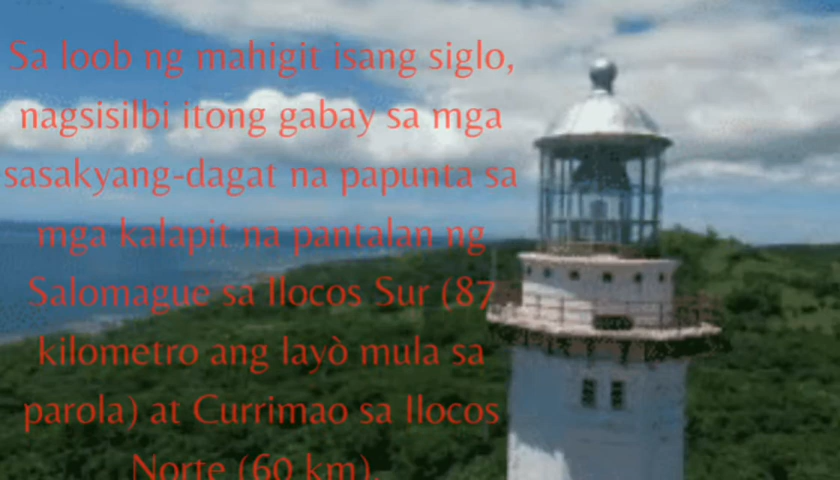 Sa loob ng mahigit isang siglo,
nagsisilbi itong gabay sa mga
sasakyang-dagat na papunta sa
mga kalapit na pantalan ng
Salomague sa Ilocos Sur (87
kilometro ang layò mula sa
parola) at Currimao sa Ilocos
Norte (60 km).